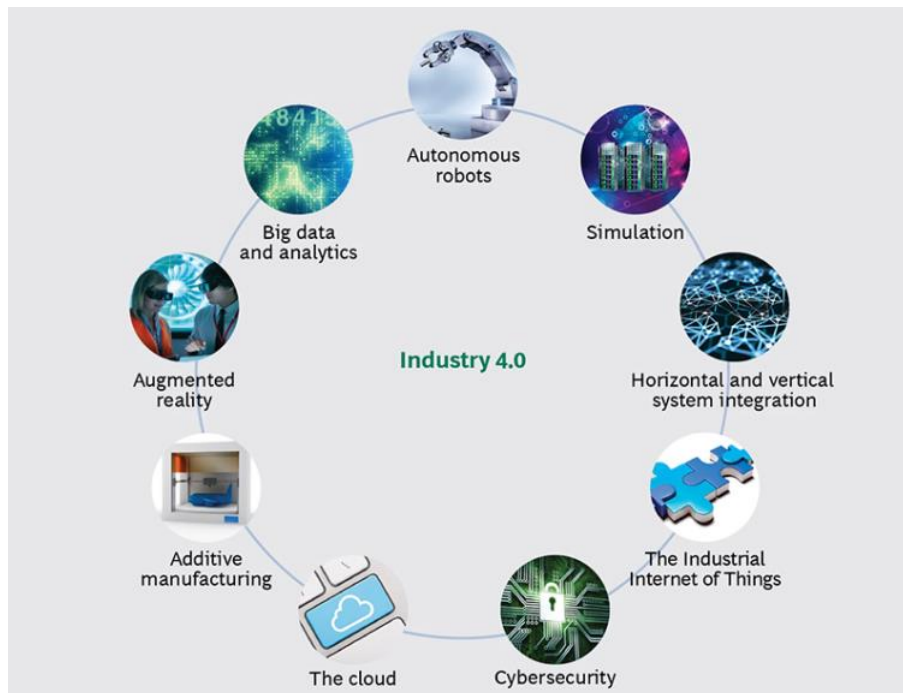 Autonomous
robots
Simulation
Horizontal and vertical
system integration
The Industrial
Internet of Things
Cybersecurity
The cloud
Additive
manufacturing
Augmented
reality
Big data
and analytics
Industry 4.0